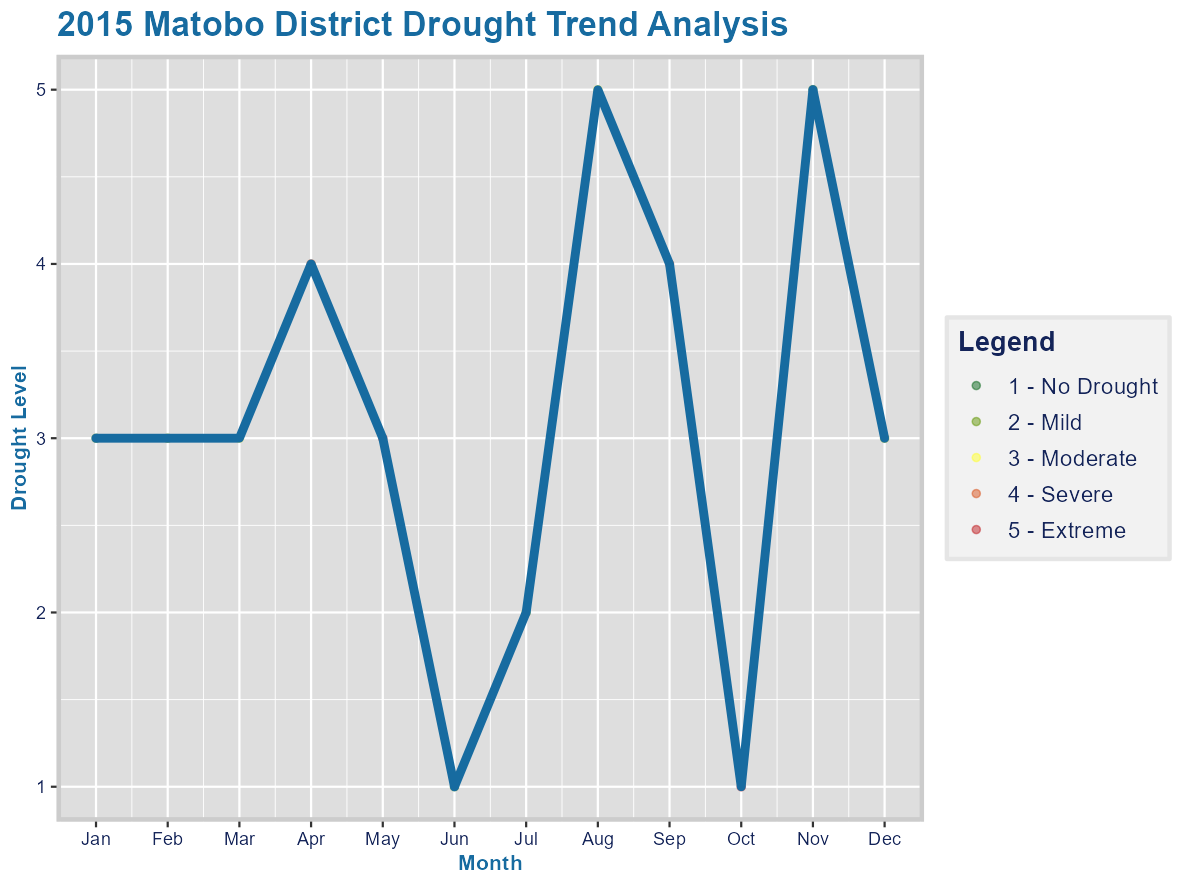 2015 Matobo District Drought Trend Analysis
Drought Level
5
4
3
2
1
Jan Feb Mar Apr May Jun Jul Aug Sep Oct Nov Dec
Month
Legend
1 - No Drought
2 - Mild
3 - Moderate
4 - Severe
5 - Extreme